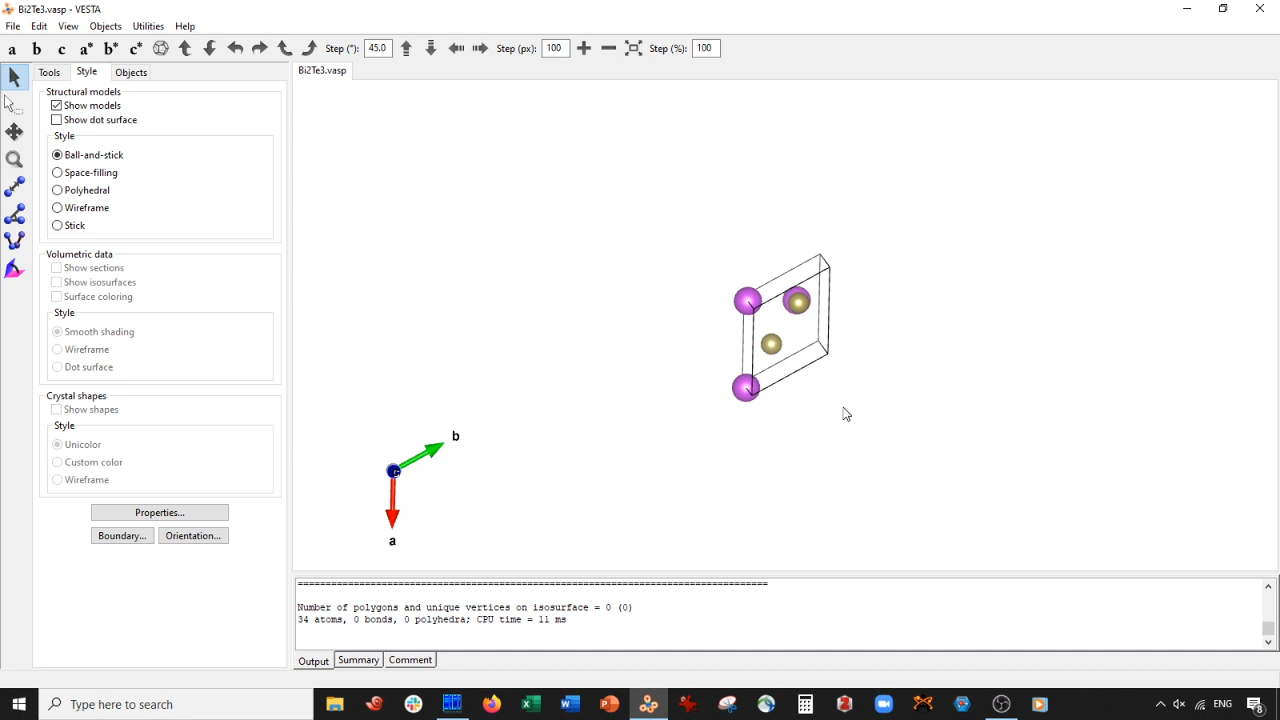 Bi2Te3.vasp - VESTA
File Edit View Objects Utilities Help
a b c a* b* c* Step (°): 45.0 Step (px): 100 Step (%): 100
Tools Style Objects
Bi2Te3.vasp
Structural models
Show models
Show dot surface
Style
Ball-and-stick
Space-filling
Polyhedral
Wireframe
Stick
Volumetric data
Show sections
Show isosurfaces
Surface coloring
Style
Smooth shading
Wireframe
Dot surface
Crystal shapes
Show shapes
Style
Unicolor
Custom color
Wireframe
Properties...
Boundary... Orientation...
b
a
================================================================================
Number of polygons and unique vertices on isosurface = 0 (0)
34 atoms, 0 bonds, 0 polyhedra; CPU time = 11 ms
Output Summary Comment
Type here to search
ENG
8